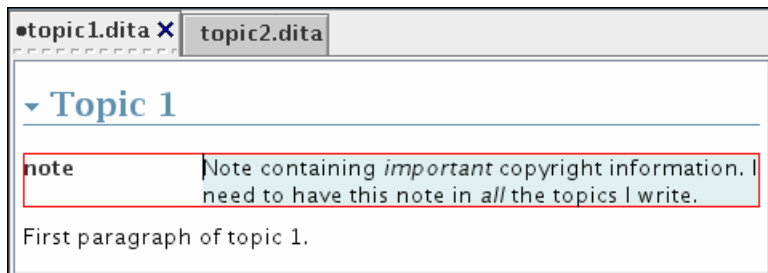 topic1.dita
topic2.dita
Topic 1
note
Note containing important copyright information. I
need to have this note in all the topics I write.
First paragraph of topic 1.